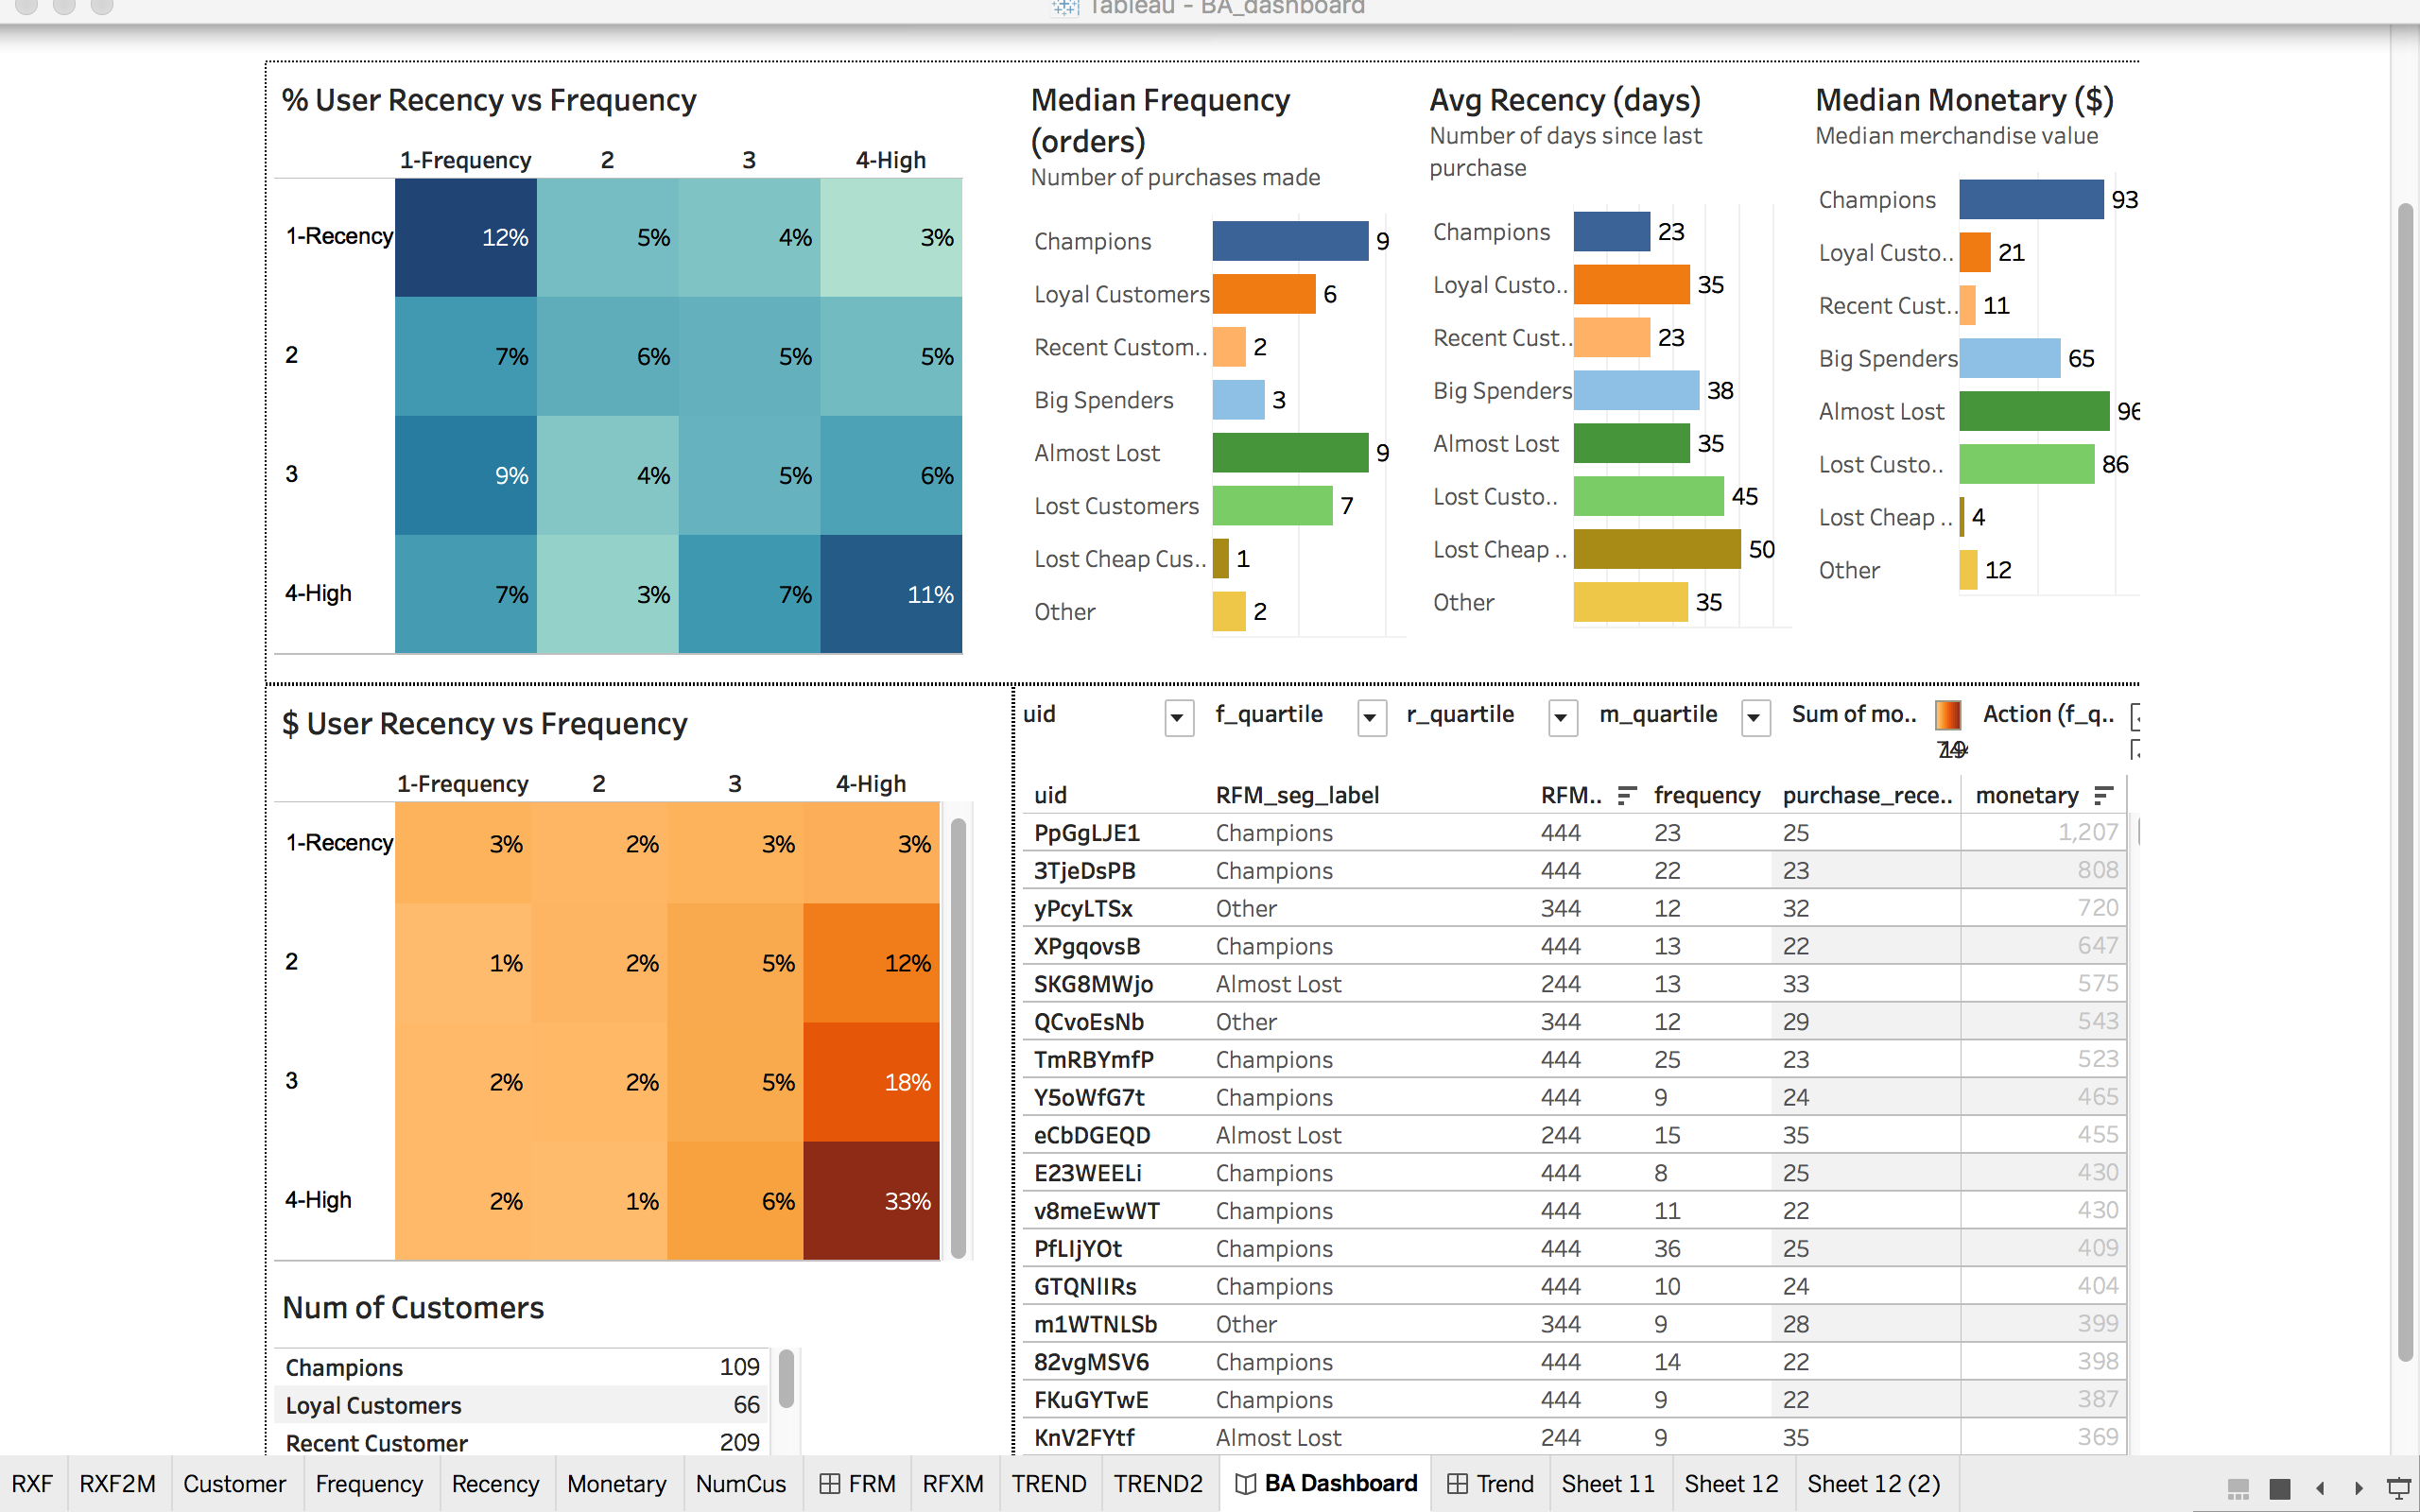 Tableau - BA_dashboard
% User Recency vs Frequency
1-Frequency 2 3 4-High
1-Recency 12% 5% 4% 3%
2 7% 6% 5% 5%
3 9% 4% 5% 6%
4-High 7% 3% 7% 11%
Median Frequency
(orders)
Number of purchases made
Champions 9
Loyal Customers 6
Recent Custom.. 2
Big Spenders 3
Almost Lost 9
Lost Customers 7
Lost Cheap Cus.. 1
Other 2
Avg Recency (days)
Number of days since last
purchase
Champions 23
Loyal Custo.. 35
Recent Cust.. 23
Big Spenders 38
Almost Lost 35
Lost Custo.. 45
Lost Cheap .. 50
Other 35
Median Monetary ($)
Median merchandise value
Champions 93
Loyal Custo.. 21
Recent Cust.. 11
Big Spenders 65
Almost Lost 96
Lost Custo.. 86
Lost Cheap .. 4
Other 12
$ User Recency vs Frequency
1-Frequency 2 3 4-High
1-Recency 3% 2% 3% 3%
2 1% 2% 5% 12%
3 2% 2% 5% 18%
4-High 2% 1% 6% 33%
Num of Customers
Champions 109
Loyal Customers 66
Recent Customer 209
uid f_quartile r_quartile m_quartile Sum of mo.. Action (f_q..
uid RFM_seg_label RFM.. frequency purchase_rece.. monetary
PpGgLJE1 Champions 444 23 25 1,207
3TjeDsPB Champions 444 22 23 808
yPcyLTSx Other 344 12 32 720
XPgqovsB Champions 444 13 22 647
SKG8MWjo Almost Lost 244 13 33 575
QCvoEsNb Other 344 12 29 543
TmRBYmfP Champions 444 25 23 523
Y5oWfG7t Champions 444 9 24 465
eCbDGEQD Almost Lost 244 15 35 455
E23WEELi Champions 444 8 25 430
v8meEwWT Champions 444 11 22 430
PfLIjYOt Champions 444 36 25 409
GTQNlIRs Champions 444 10 24 404
m1WTNLSb Other 344 9 28 399
82vgMSV6 Champions 444 14 22 398
FKuGYTwE Champions 444 9 22 387
KnV2FYtf Almost Lost 244 9 35 369
RXF RXF2M Customer Frequency Recency Monetary NumCus FRM RFXM TREND TREND2 BA Dashboard Trend Sheet 11 Sheet 12 Sheet 12 (2)